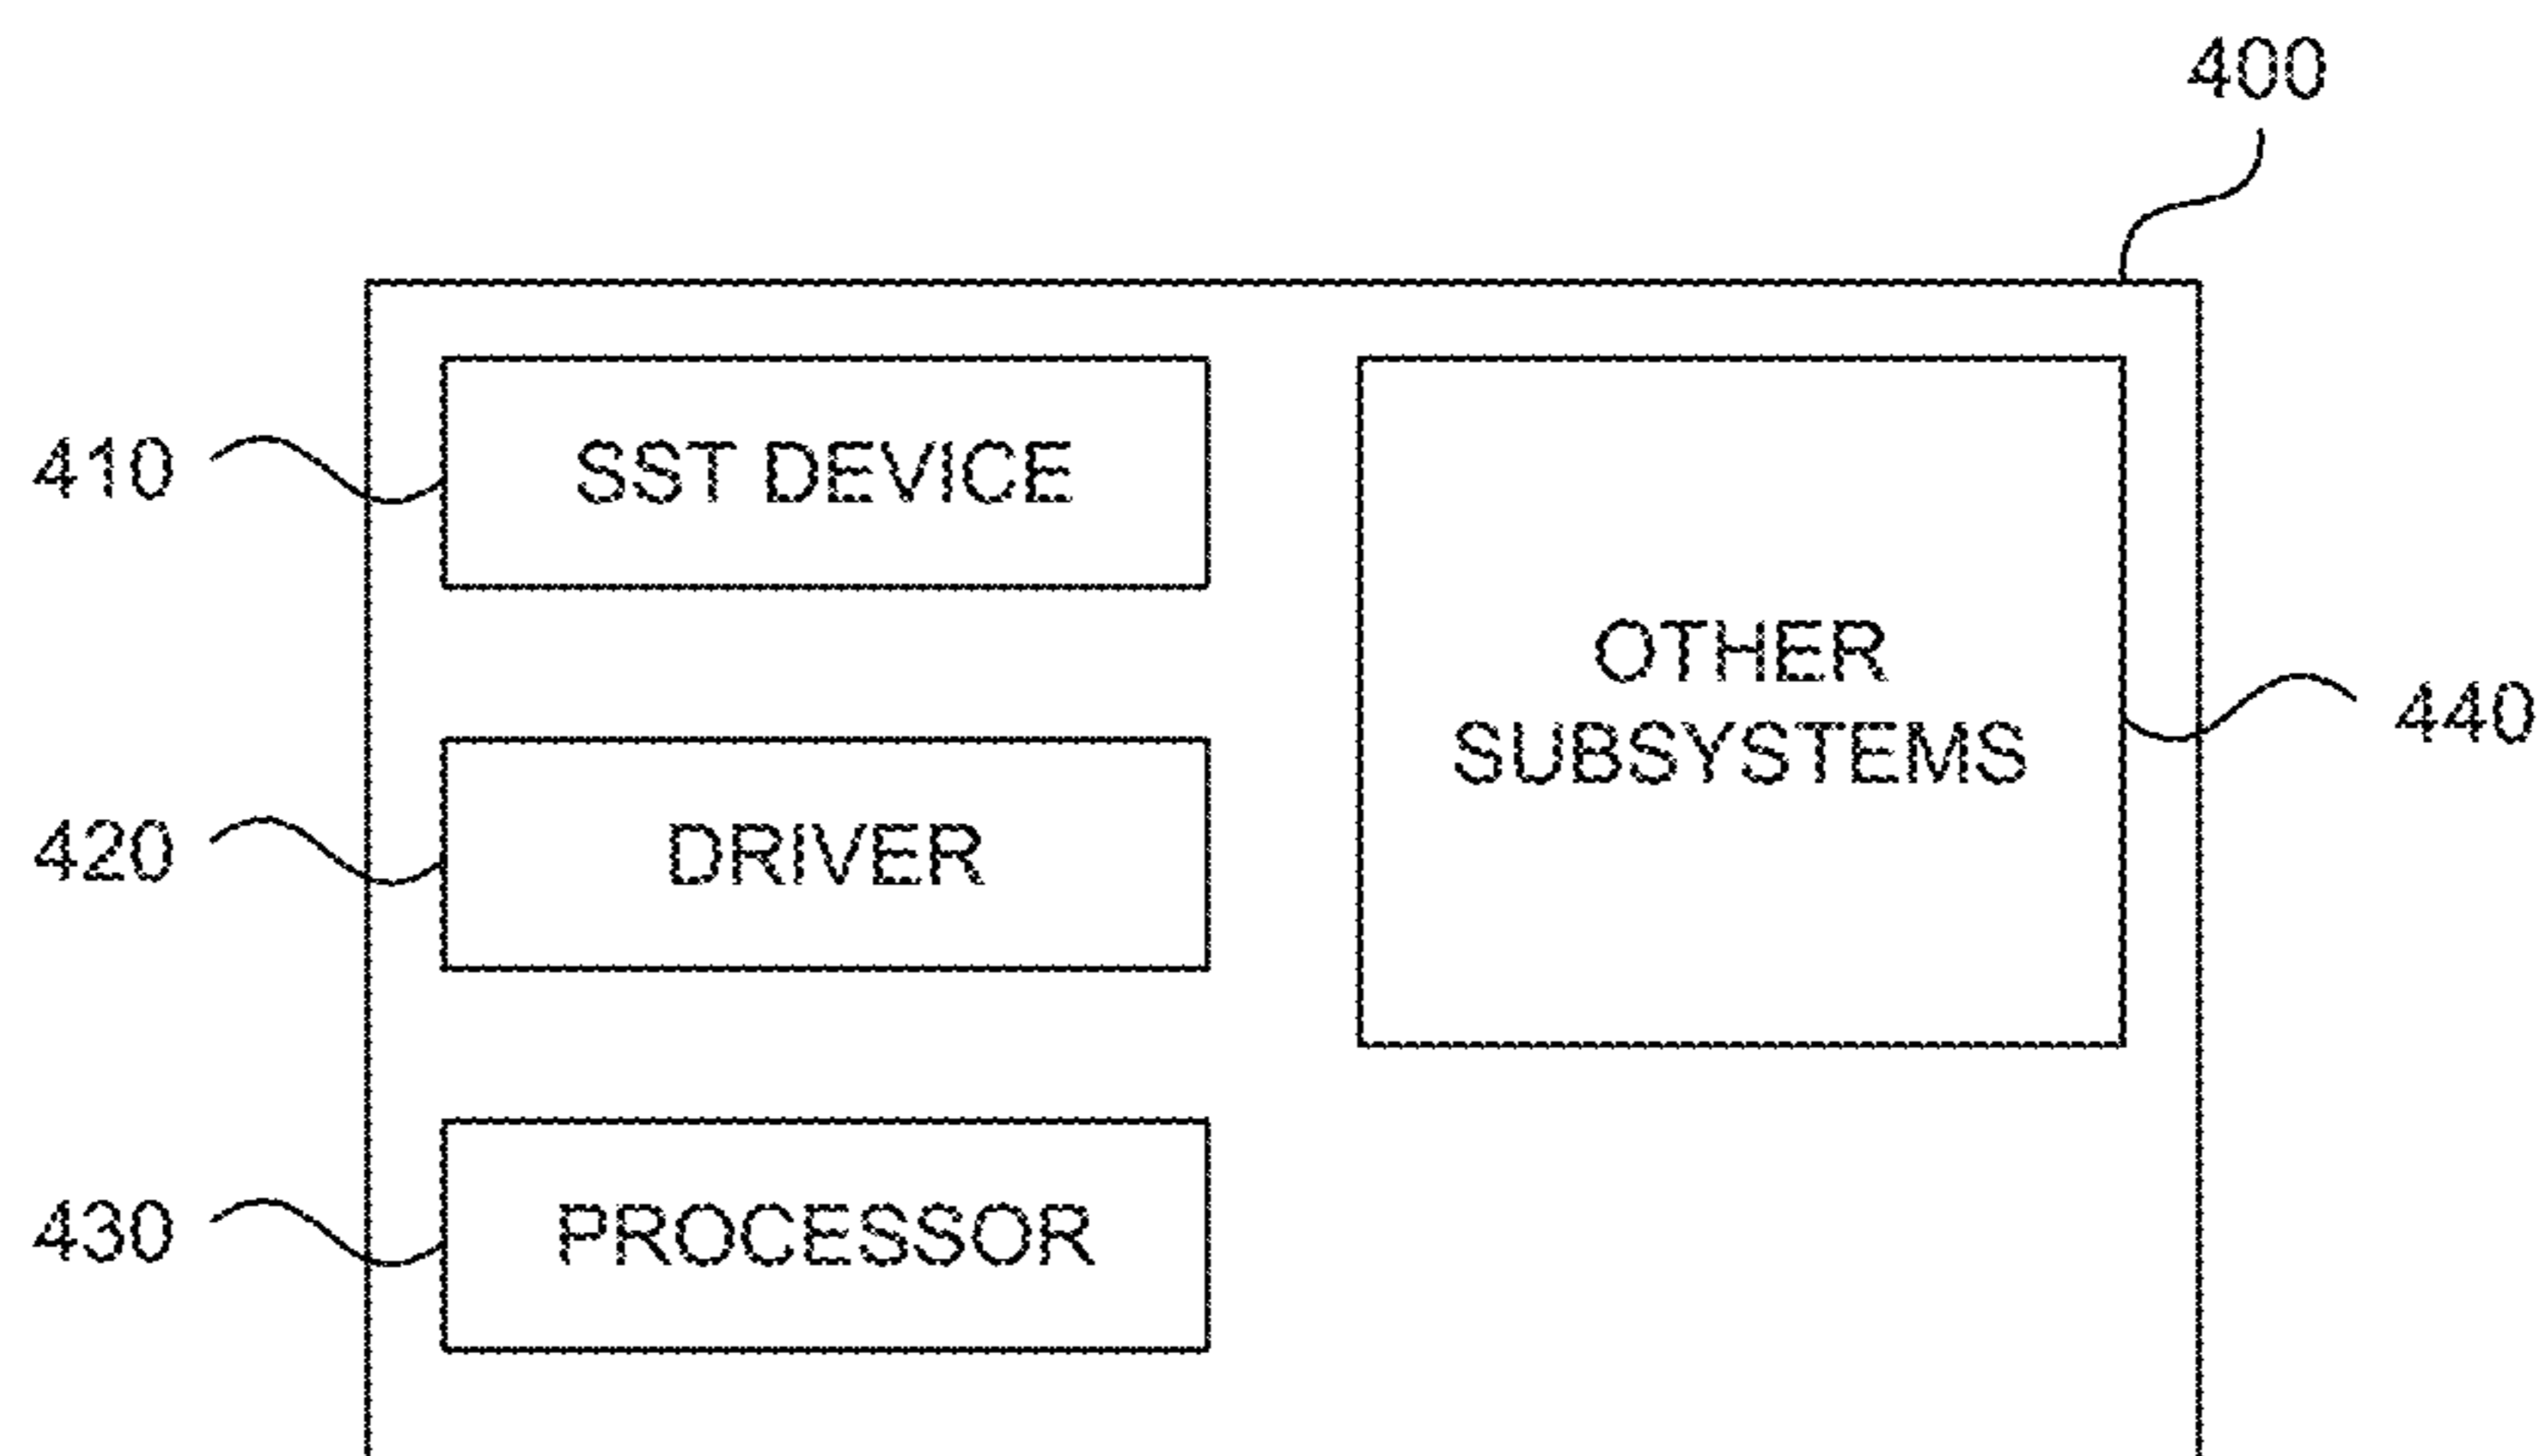 400
410
SST DEVICE
OTHER
SUBSYSTEMS
440
420
DRIVER
430
PROCESSOR